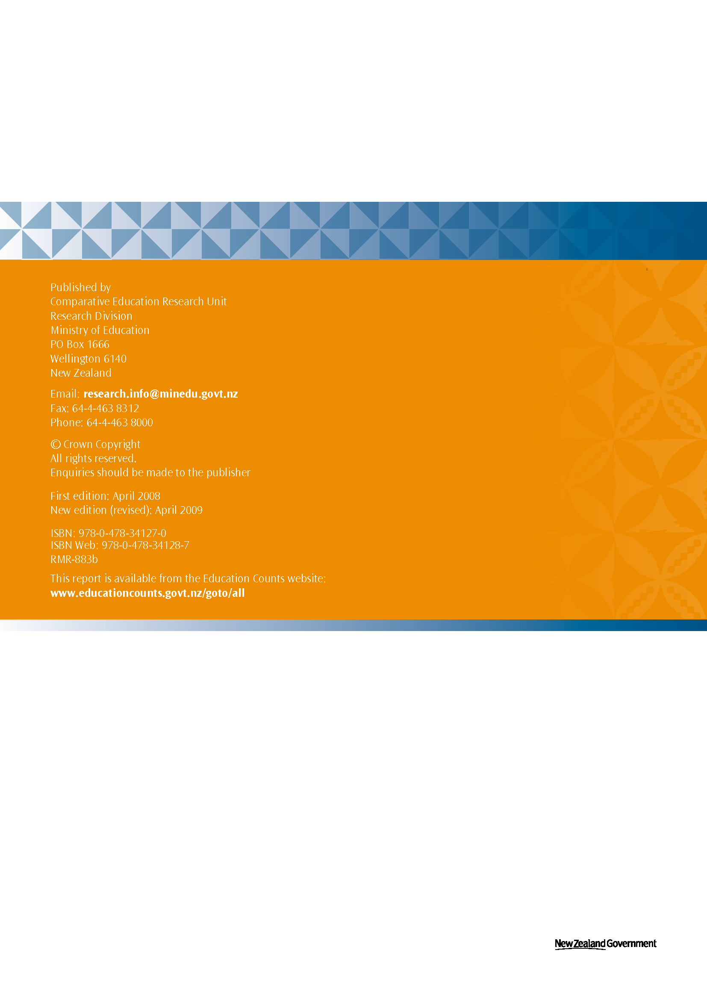 Published by
Comparative Education Research Unit
Research Division
Ministry of Education
PO Box 1666
Wellington 6140
New Zealand
Email: research.info@minedu.govt.nz
Fax: 64-4-463 8312
Phone: 64-4-463 8000
© Crown Copyright
All rights reserved.
Enquiries should be made to the publisher
First edition: April 2008
New edition (revised): April 2009
ISBN: 978-0-478-34127-0
ISBN Web: 978-0-478-34128-7
RMR-883b
This report is available from the Education Counts website:
www.educationcounts.govt.nz/goto/all
New Zealand Government